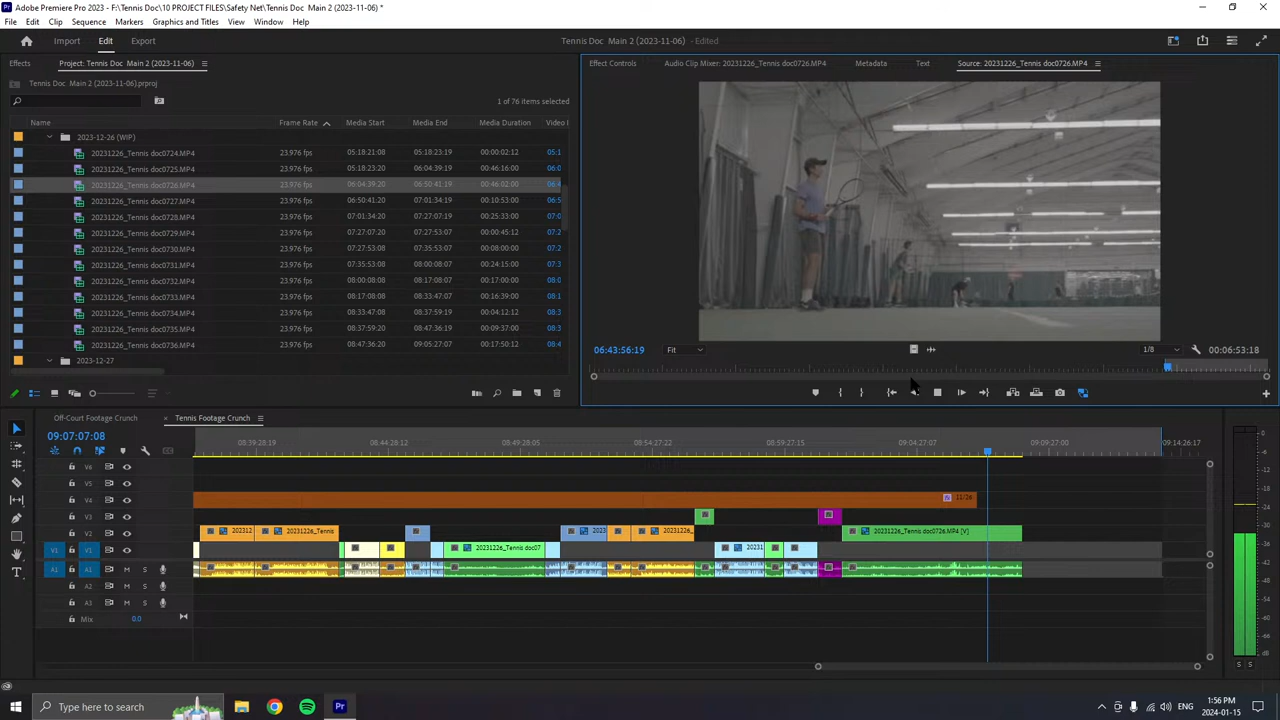 Adobe Premiere Pro 2023 - F:\Tennis Doc\10 PROJECT FILES\Safety Net\Tennis Doc  Main 2 (2023-11-06) *
File Edit Clip Sequence Markers Graphics and Titles View Window Help
Import Edit Export
Tennis Doc  Main 2 (2023-11-06) - Edited
Effects Project: Tennis Doc  Main 2 (2023-11-06)
Effect Controls Audio Clip Mixer: 20231226_Tennis doc0726.MP4 Metadata Text Source: 20231226_Tennis doc0726.MP4
Tennis Doc  Main 2 (2023-11-06).prproj
1 of 76 items selected
Name Frame Rate Media Start Media End Media Duration Video I
2023-12-26 (WIP)
20231226_Tennis doc0724.MP4 23.976 fps 05:18:21:08 05:18:23:19 00:00:02:12 05:1
20231226_Tennis doc0725.MP4 23.976 fps 05:18:23:20 06:04:39:19 00:46:16:00 06:0
20231226_Tennis doc0726.MP4 23.976 fps 06:04:39:20 06:50:41:19 00:46:02:00 06:4
20231226_Tennis doc0727.MP4 23.976 fps 06:50:41:20 07:01:34:19 00:10:53:00 06:5
20231226_Tennis doc0728.MP4 23.976 fps 07:01:34:20 07:27:07:19 00:25:33:00 07:0
20231226_Tennis doc0729.MP4 23.976 fps 07:27:07:20 07:27:53:07 00:00:45:12 07:2
20231226_Tennis doc0730.MP4 23.976 fps 07:27:53:08 07:35:53:07 00:08:00:00 07:2
20231226_Tennis doc0731.MP4 23.976 fps 07:35:53:08 08:00:08:07 00:24:15:00 07:3
20231226_Tennis doc0732.MP4 23.976 fps 08:00:08:08 08:17:08:07 00:17:00:00 08:0
20231226_Tennis doc0733.MP4 23.976 fps 08:17:08:08 08:33:47:07 00:16:39:00 08:1
20231226_Tennis doc0734.MP4 23.976 fps 08:33:47:08 08:37:59:19 00:04:12:12 08:3
20231226_Tennis doc0735.MP4 23.976 fps 08:37:59:20 08:47:36:19 00:09:37:00 08:3
20231226_Tennis doc0736.MP4 23.976 fps 08:47:36:20 09:05:27:07 00:17:50:12 08:4
2023-12-27
06:43:56:19 Fit 1/8 00:06:53:18
Off-Court Footage Crunch Tennis Footage Crunch
09:07:07:08
08:39:28:19 08:44:28:12 08:49:28:05 08:54:27:22 08:59:27:15 09:04:27:07 09:09:27:00 09:14:26:17
V6
V5
V4 11/26
V3
V2 202312 20231226_Tennis 2023 20231226_ 20231226_Tennis doc0726.MP4 [V]
V1 V1 20231226_Tennis doc07 20231
A1 A1 M S
A2 M S
A3 M S
Mix 0.0
0
-6
-12
-18
-24
-30
-36
-42
-48
-54
dB
S S
Type here to search
Pr
ENG
1:56 PM
2024-01-15